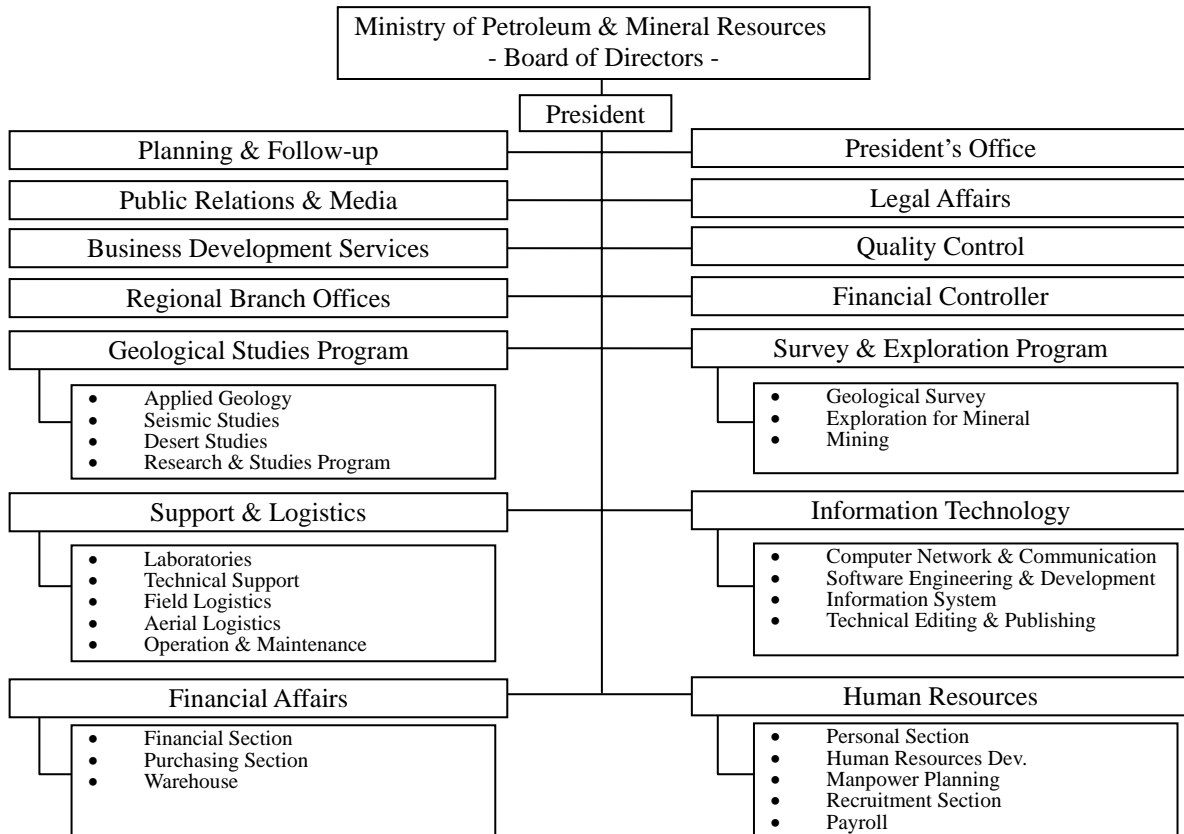 Ministry of Petroleum & Mineral Resources
- Board of Directors -
President
Planning & Follow-up
President’s Office
Public Relations & Media
Legal Affairs
Business Development Services
Quality Control
Regional Branch Offices
Financial Controller
Geological Studies Program
Survey & Exploration Program
• Applied Geology
• Seismic Studies
• Desert Studies
• Research & Studies Program
• Geological Survey
• Exploration for Mineral
• Mining
Support & Logistics
Information Technology
• Laboratories
• Technical Support
• Field Logistics
• Aerial Logistics
• Operation & Maintenance
• Computer Network & Communication
• Software Engineering & Development
• Information System
• Technical Editing & Publishing
Financial Affairs
Human Resources
• Financial Section
• Purchasing Section
• Warehouse
• Personal Section
• Human Resources Dev.
• Manpower Planning
• Recruitment Section
• Payroll